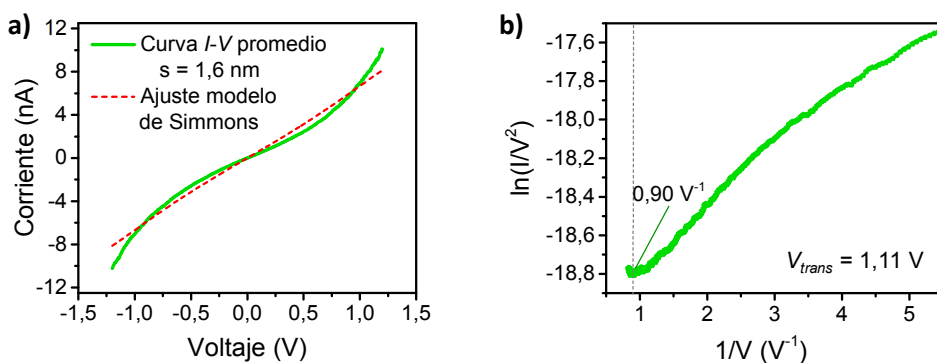 a)
12
8
4
0
-4
-8
-12
Corriente (nA)
Curva I-V promedio
s = 1,6 nm
Ajuste modelo
de Simmons
-1,5 -1,0 -0,5 0,0 0,5 1,0 1,5
Voltaje (V)
b)
-17,6
-17,8
-18,0
-18,2
-18,4
-18,6
-18,8
ln(I/V²)
0,90 V⁻¹
V_trans = 1,11 V
1 2 3 4 5
1/V (V⁻¹)